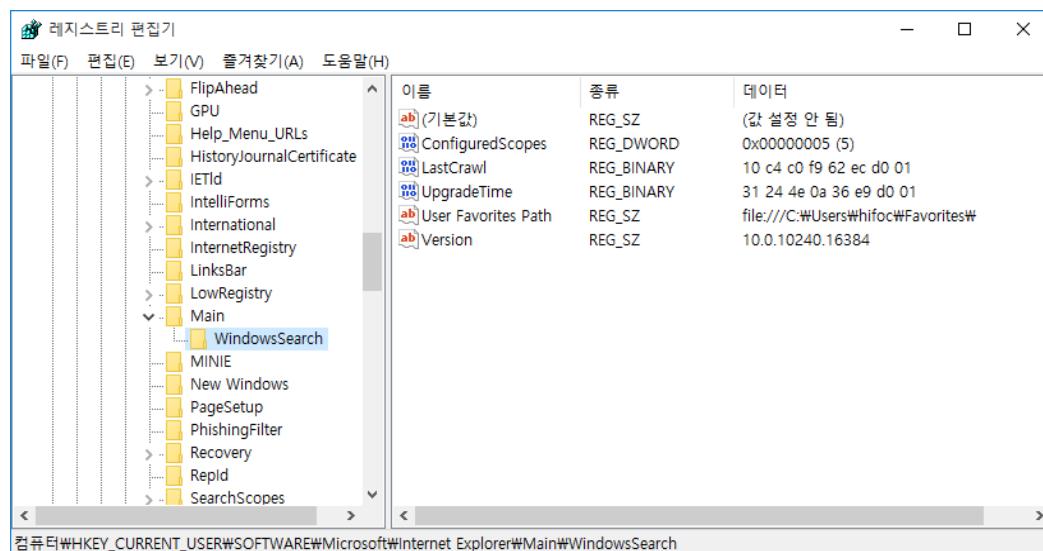 레지스트리 편집기
파일(F) 편집(E) 보기(V) 즐겨찾기(A) 도움말(H)
FlipAhead
GPU
Help_Menu_URLs
HistoryJournalCertificate
IETld
IntelliForms
International
InternetRegistry
LinksBar
LowRegistry
Main
WindowsSearch
MINIE
New Windows
PageSetup
PhishingFilter
Recovery
RepId
SearchScopes
이름 종류 데이터
(기본값) REG_SZ (값 설정 안 됨)
ConfiguredScopes REG_DWORD 0x00000005 (5)
LastCrawl REG_BINARY 10 c4 c0 f9 62 ec d0 01
UpgradeTime REG_BINARY 31 24 4e 0a 36 e9 d0 01
User Favorites Path REG_SZ file:///C:₩Users₩hifoc₩Favorites₩
Version REG_SZ 10.0.10240.16384
컴퓨터₩HKEY_CURRENT_USER₩SOFTWARE₩Microsoft₩Internet Explorer₩Main₩WindowsSearch